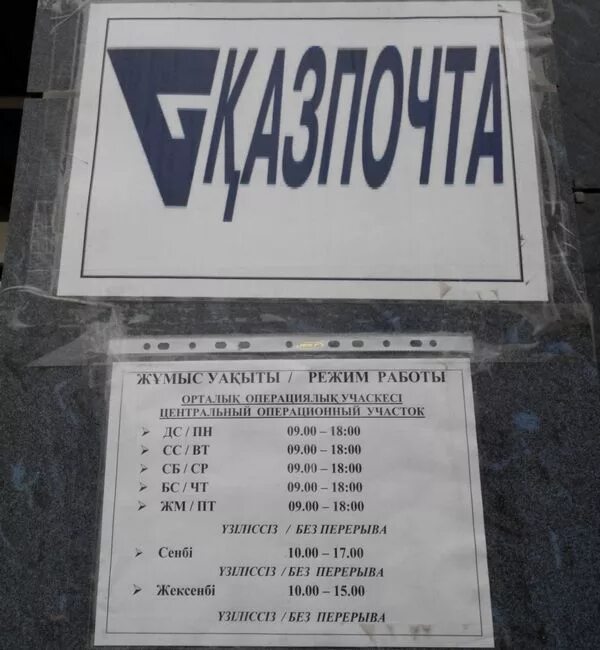 ҚАЗПОЧТА
ЖҰМЫС УАҚЫТЫ / РЕЖИМ РАБОТЫ
ОРТАЛЫҚ ОПЕРАЦИЯЛЫҚ УЧАСКЕСІ
ЦЕНТРАЛЬНЫЙ ОПЕРАЦИОННЫЙ УЧАСТОК
➢ ДС / ПН 09.00 – 18:00
➢ СС / ВТ 09.00 – 18:00
➢ СБ / СР 09.00 – 18:00
➢ БС / ЧТ 09.00 – 18:00
➢ ЖМ / ПТ 09.00 – 18:00
ҮЗІЛІССІЗ / БЕЗ ПЕРЕРЫВА
➢ Сенбі 10.00 – 17.00
ҮЗІЛІССІЗ / БЕЗ ПЕРЕРЫВА
➢ Жексенбі 10.00 – 15.00
ҮЗІЛІССІЗ / БЕЗ ПЕРЕРЫВА